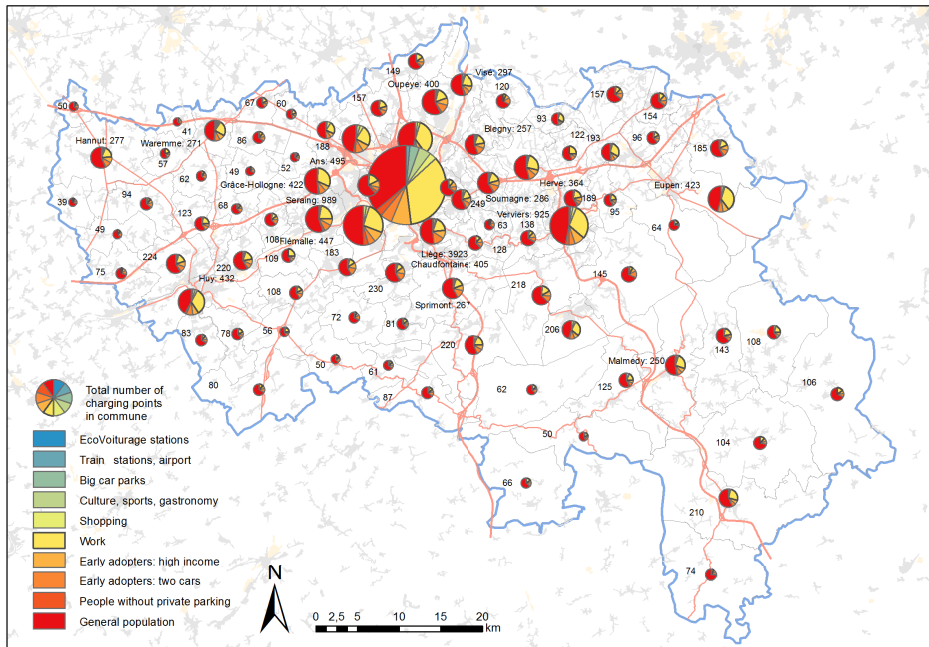 149
Visé: 297
Oupeye: 400
120
157
154
50
67
60
157
93
41
188
Blegny: 257
122
193
96
Hannut: 277
Waremme: 271
86
185
57
52
Ans: 495
62
49
Grâce-Hollogne: 422
Herve: 364
Eupen: 423
Soumagne: 286
189
39
94
Seraing: 989
249
95
123
68
Verviers: 925
49
108
63
138
64
Flémalle: 447
128
109
Liège: 3923
Chaudfontaine: 405
224
220
183
75
Huy: 432
230
145
108
218
Sprimont: 267
72
81
206
83
78
56
220
143
108
50
Malmedy: 250
61
125
80
87
62
106
50
104
66
210
74
Total number of
charging points
in commune
EcoVoiturage stations
Train stations, airport
Big car parks
Culture, sports, gastronomy
Shopping
Work
Early adopters: high income
Early adopters: two cars
People without private parking
General population
N
0 2,5 5 10 15 20
km